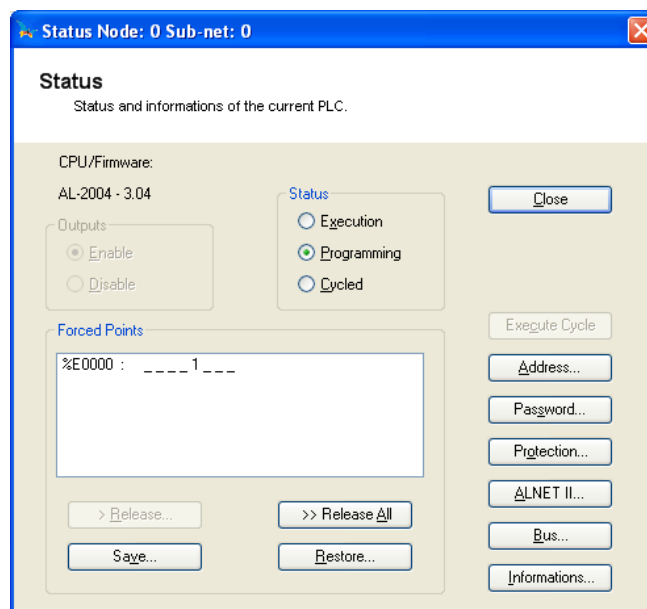 Status Node: 0 Sub-net: 0
Status
Status and informations of the current PLC.
CPU/Firmware:
AL-2004 - 3.04
Outputs
Enable
Disable
Status
Execution
Programming
Cycled
Close
Forced Points
%E0000 : _ _ _ _ 1 _ _ _
> Release...
>> Release All
Save...
Restore...
Execute Cycle
Address...
Password...
Protection...
ALNET II...
Bus...
Informations...